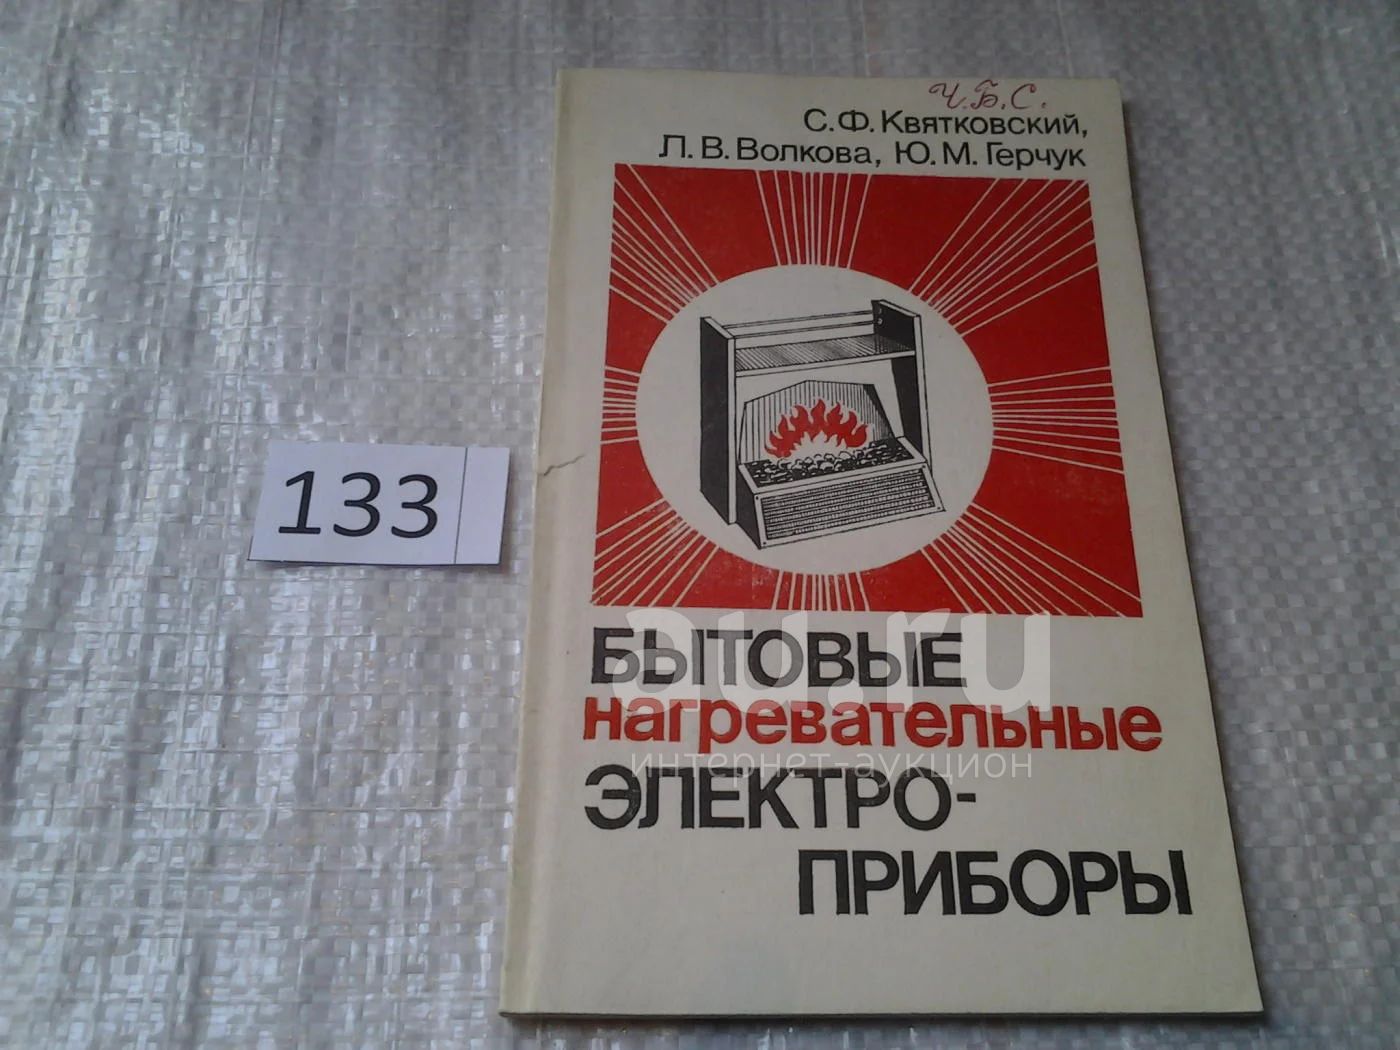 Ч.Б.С.
С.Ф.Квятковский,
Л.В.Волкова, Ю.М.Герчук
133
БЫТОВЫЕ
нагревательные
ЭЛЕКТРО-
ПРИБОРЫ
au.ru
интернет-аукцион